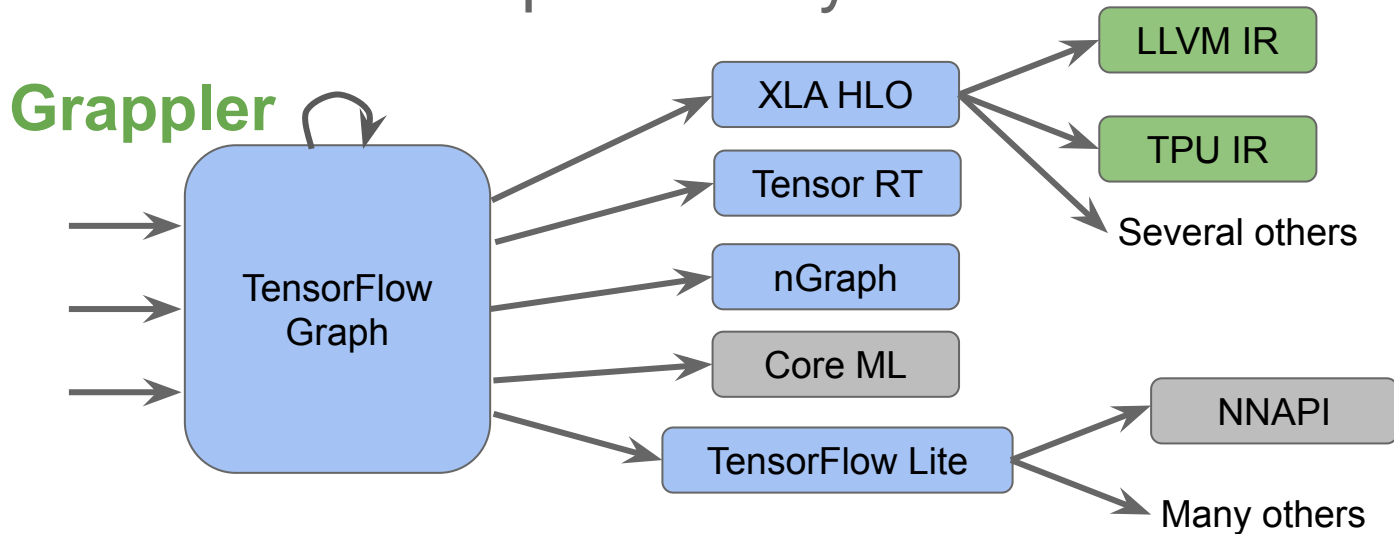 Grappler
TensorFlow
Graph
XLA HLO
Tensor RT
nGraph
Core ML
TensorFlow Lite
LLVM IR
TPU IR
Several others
NNAPI
Many others